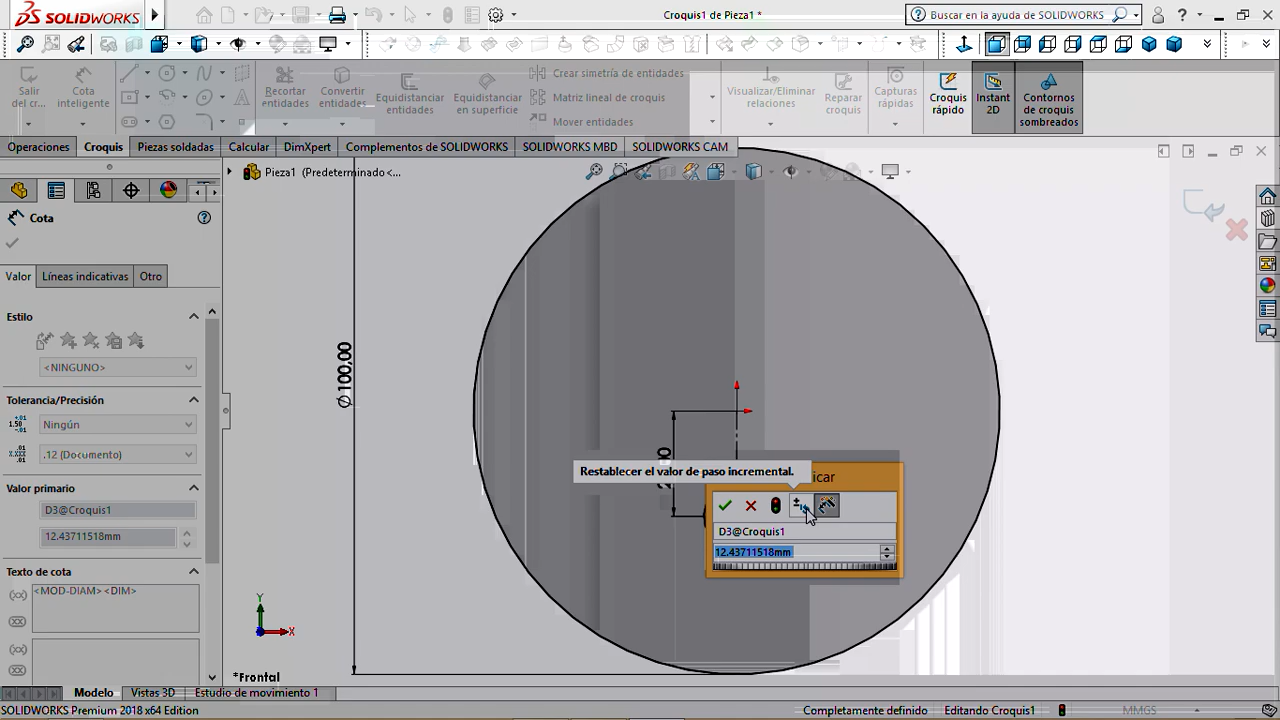 SOLIDWORKS
Croquis1 de Pieza1 *
Buscar en la ayuda de SOLIDWORKS
Salir del cr...
Cota inteligente
Recortar entidades
Convertir entidades
Equidistanciar entidades
Equidistanciar en superficie
Crear simetría de entidades
Matriz lineal de croquis
Mover entidades
Visualizar/Eliminar relaciones
Reparar croquis
Capturas rápidas
Croquis rápido
Instant 2D
Contornos de croquis sombreados
Operaciones
Croquis
Piezas soldadas
Calcular
DimXpert
Complementos de SOLIDWORKS
SOLIDWORKS MBD
SOLIDWORKS CAM
Pieza1 (Predeterminado<...
Cota
Valor
Líneas indicativas
Otro
Estilo
<NINGUNO>
Tolerancia/Precisión
Ningún
.12 (Documento)
Valor primario
D3@Croquis1
12.43711518mm
Texto de cota
<MOD-DIAM><DIM>
∅100,00
Restablecer el valor de paso incremental.
icar
D3@Croquis1
12.43711518mm
Y
X
*Frontal
Modelo
Vistas 3D
Estudio de movimiento 1
SOLIDWORKS Premium 2018 x64 Edition
Completamente definido
Editando Croquis1
MMGS